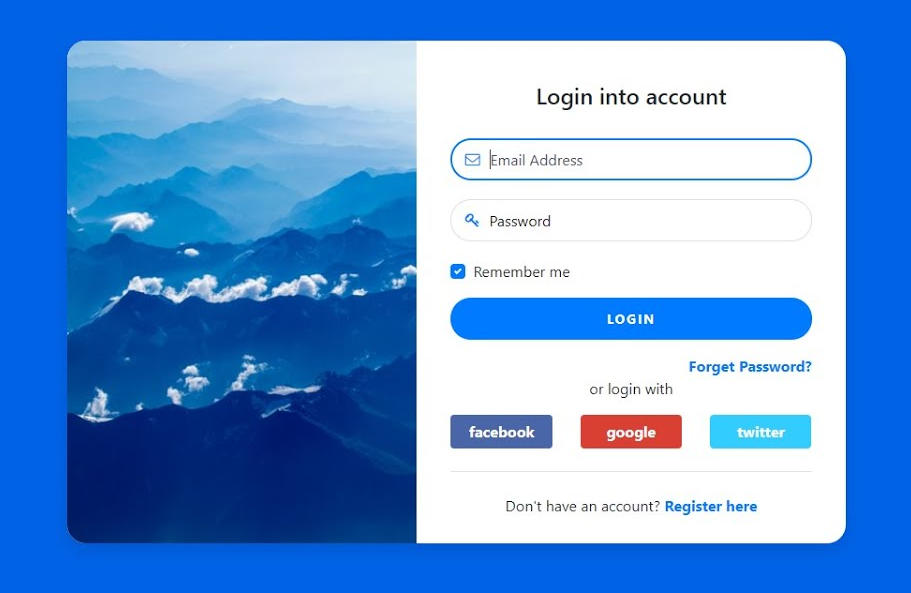 Login into account
Email Address
Password
Remember me
LOGIN
Forget Password?
or login with
facebook google twitter
Don't have an account? Register here